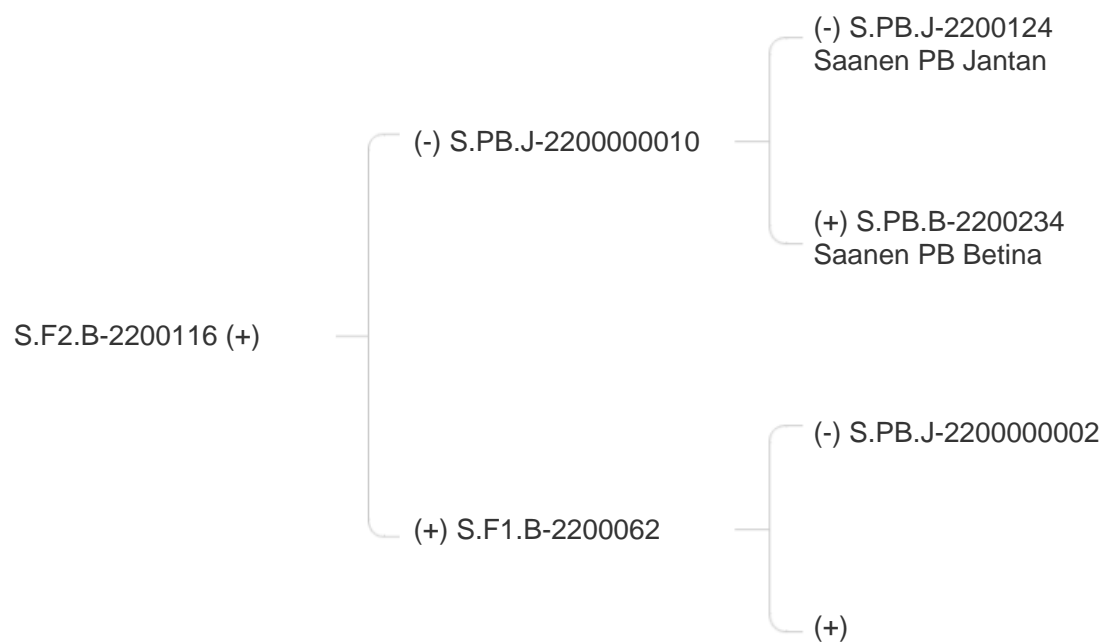 (-) S.PB.J-2200124
Saanen PB Jantan
(-) S.PB.J-2200000010
(+) S.PB.B-2200234
Saanen PB Betina
S.F2.B-2200116 (+)
(-) S.PB.J-2200000002
(+) S.F1.B-2200062
(+)